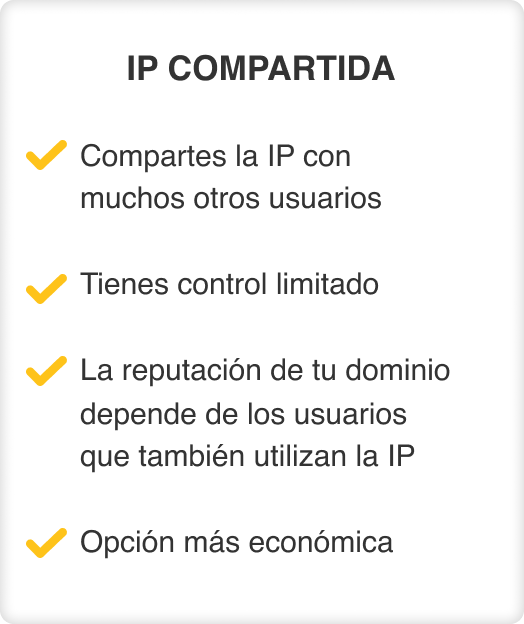 IP COMPARTIDA
Compartes la IP con
muchos otros usuarios
Tienes control limitado
La reputación de tu dominio
depende de los usuarios
que también utilizan la IP
Opción más económica